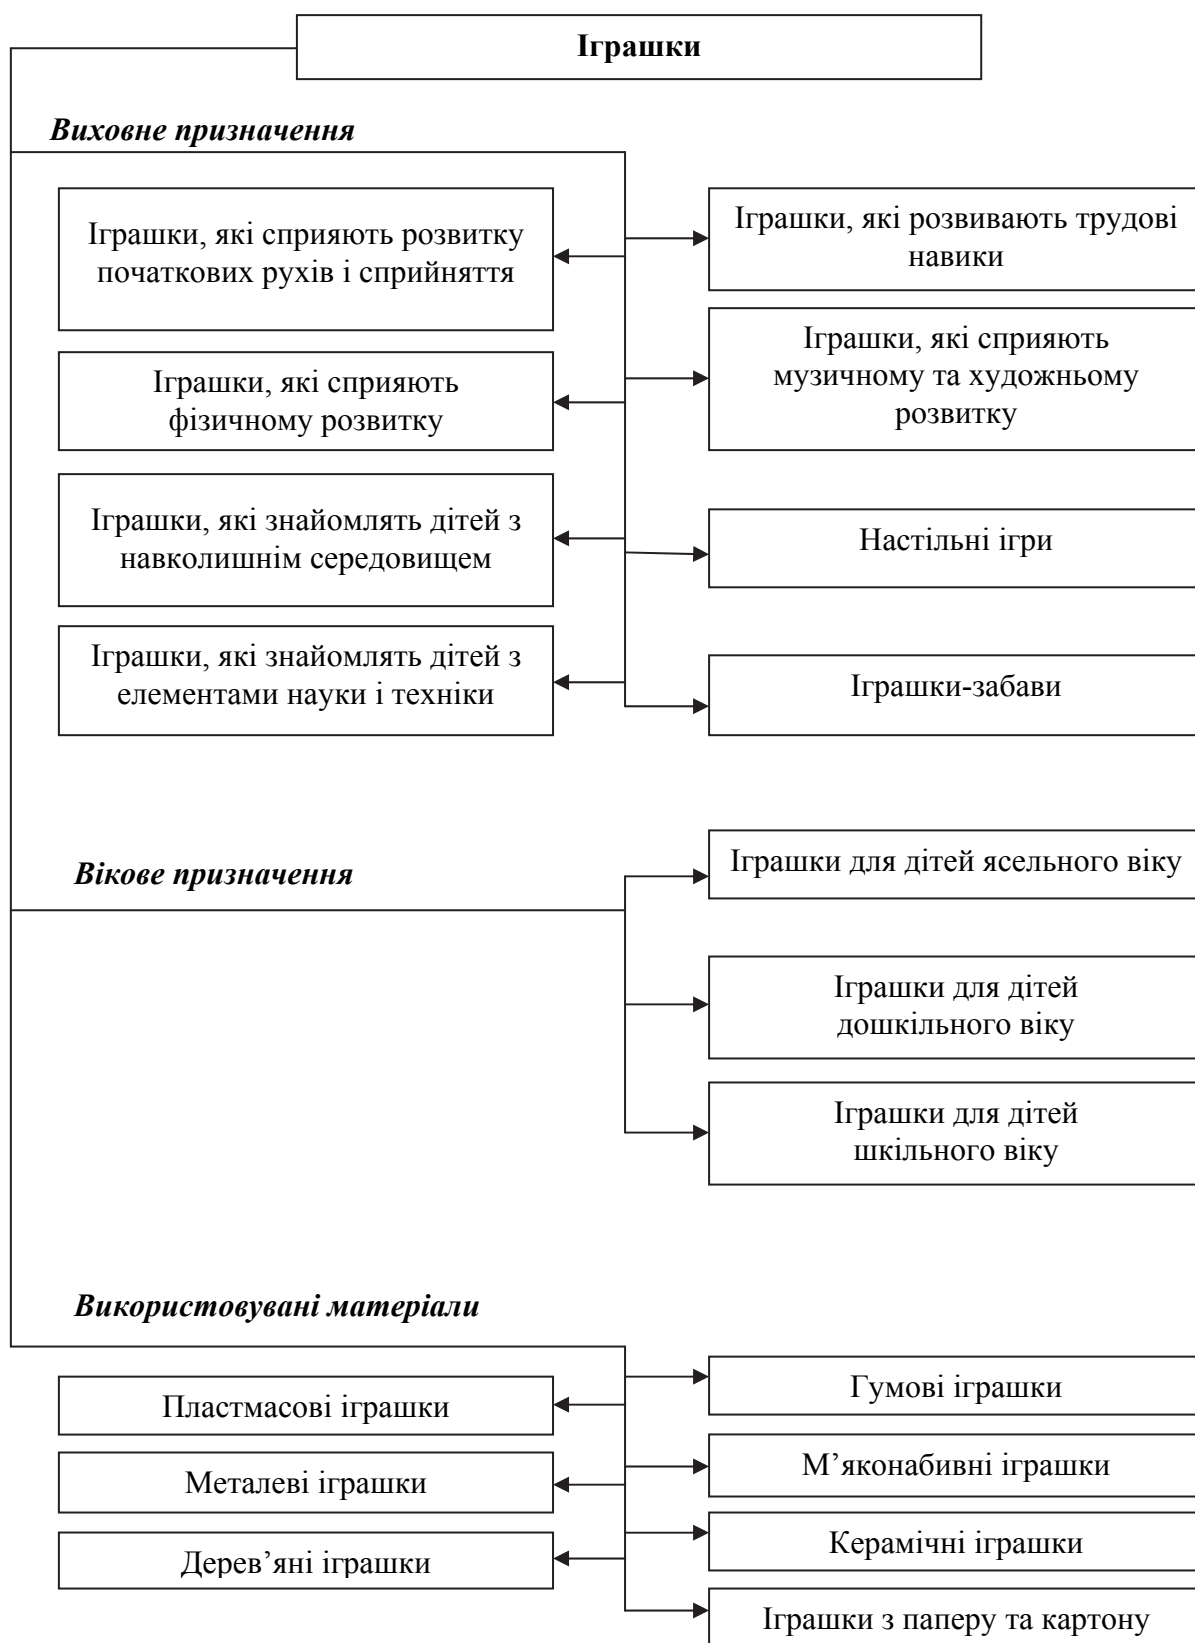 Іграшки
Виховне призначення
Іграшки, які сприяють розвитку
початкових рухів і сприйняття
Іграшки, які сприяють
фізичному розвитку
Іграшки, які знайомлять дітей з
навколишнім середовищем
Іграшки, які знайомлять дітей з
елементами науки і техніки
Іграшки, які розвивають трудові
навики
Іграшки, які сприяють
музичному та художньому
розвитку
Настільні ігри
Іграшки-забави
Вікове призначення
Іграшки для дітей ясельного віку
Іграшки для дітей
дошкільного віку
Іграшки для дітей
шкільного віку
Використовувані матеріали
Пластмасові іграшки
Металеві іграшки
Дерев’яні іграшки
Гумові іграшки
М’яконабивні іграшки
Керамічні іграшки
Іграшки з паперу та картону